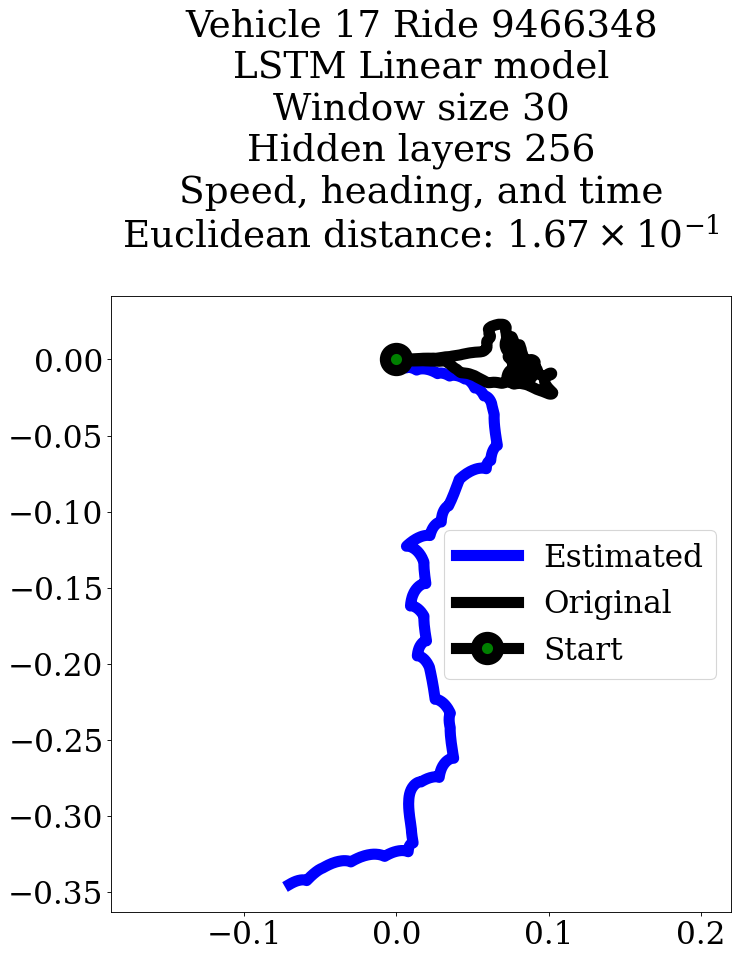 Vehicle 17 Ride 9466348
LSTM Linear model
Window size 30
Hidden layers 256
Speed, heading, and time
Euclidean distance: 1.67 × 10⁻¹
0.00
−0.05
−0.10
−0.15
−0.20
−0.25
−0.30
−0.35
Estimated
Original
Start
−0.1 0.0 0.1 0.2